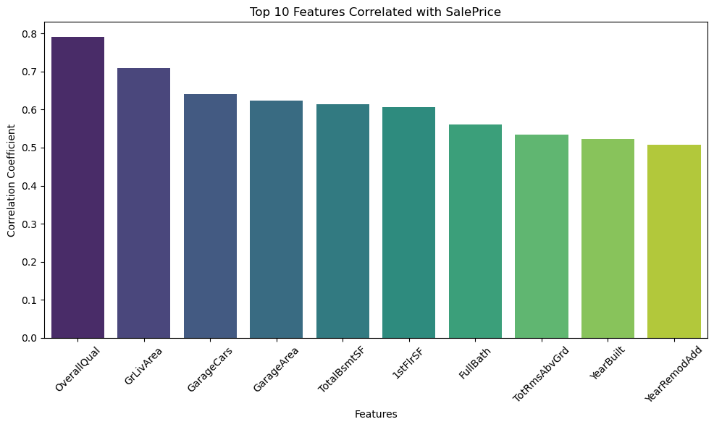 Top 10 Features Correlated with SalePrice
Correlation Coefficient
0.8
0.7
0.6
0.5
0.4
0.3
0.2
0.1
0.0
OverallQual
GrLivArea
GarageCars
GarageArea
TotalBsmtSF
1stFlrSF
FullBath
TotRmsAbvGrd
YearBuilt
YearRemodAdd
Features